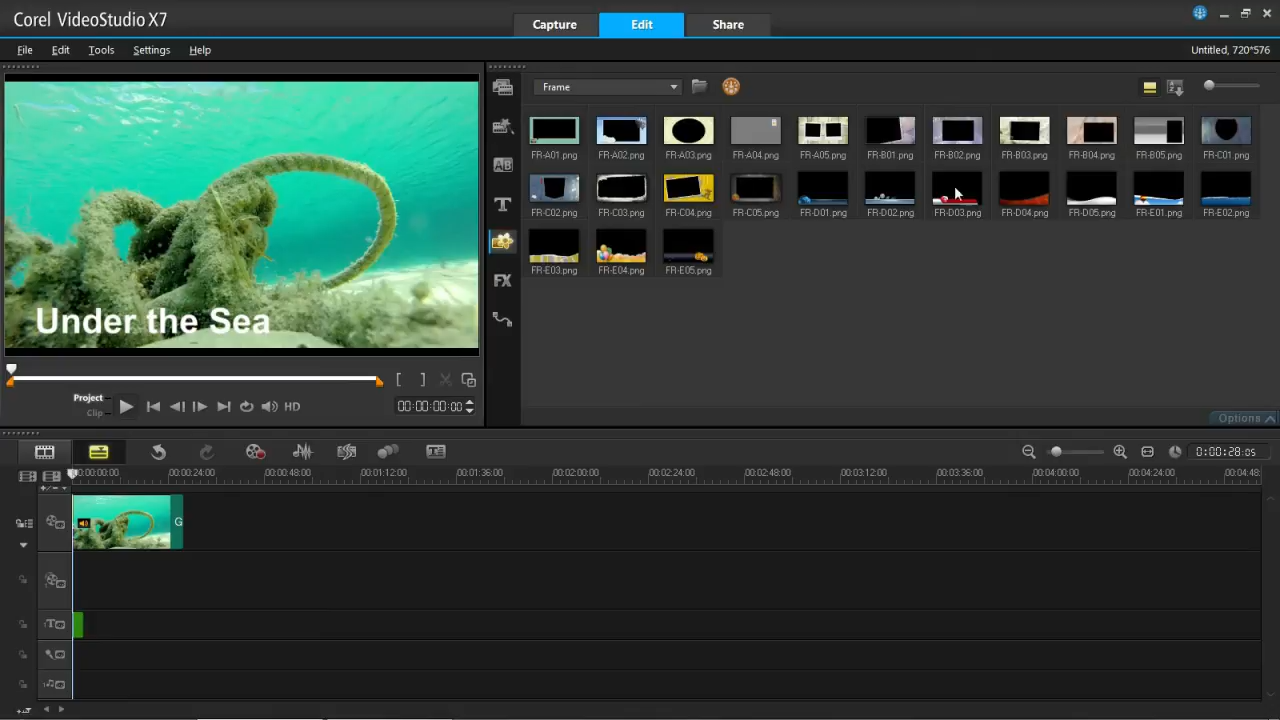 Corel VideoStudio X7
Capture
Edit
Share
File
Edit
Tools
Settings
Help
Untitled, 720*576
Frame
FR-A01.png
FR-A02.png
FR-A03.png
FR-A04.png
FR-A05.png
FR-B01.png
FR-B02.png
FR-B03.png
FR-B04.png
FR-B05.png
FR-C01.png
AB
FR-C02.png
FR-C03.png
FR-C04.png
FR-C05.png
FR-D01.png
FR-D02.png
FR-D03.png
FR-D04.png
FR-D05.png
FR-E01.png
FR-E02.png
T
FR-E03.png
FR-E04.png
FR-E05.png
FX
Under the Sea
Project
Clip
HD
00:00:00:00
Options
0:00:28:05
00:00:00:00
00:00:24:00
00:00:48:00
00:01:12:00
00:01:36:00
00:02:00:00
00:02:24:00
00:02:48:00
00:03:12:00
00:03:36:00
00:04:00:00
00:04:24:00
00:04:48:
G